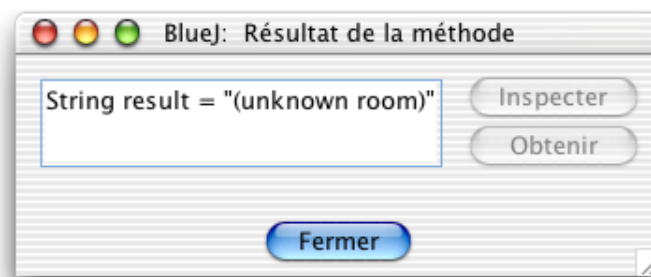 BlueJ: Résultat de la méthode
String result = "(unknown room)"
Inspecter
Obtenir
Fermer